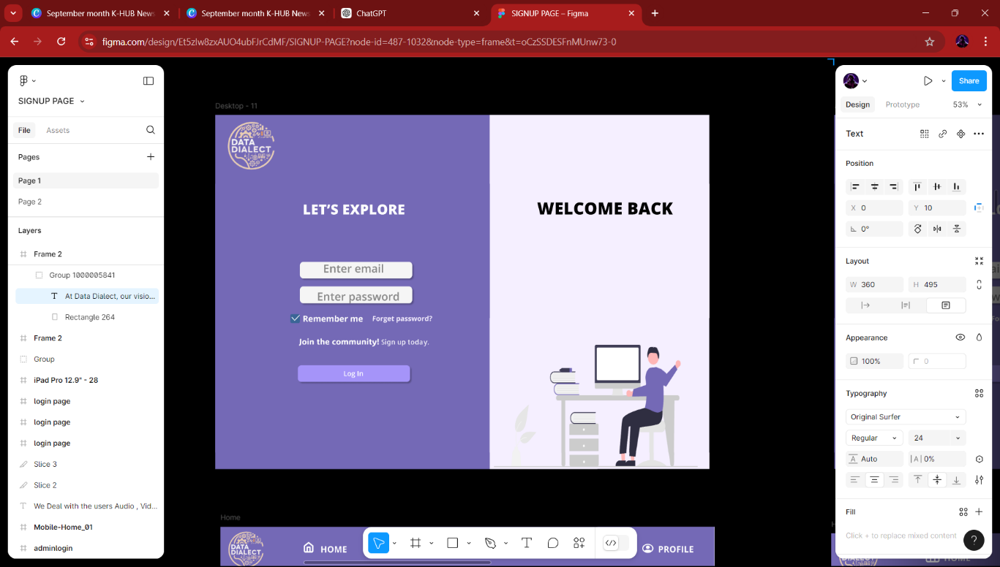 September month K-HUB News
September month K-HUB News
ChatGPT
SIGNUP PAGE – Figma
figma.com/design/Et5zIw8zxAUO4ubFJrCdMF/SIGNUP-PAGE?node-id=487-1032&node-type=frame&t=oCzSSDESFnMUnw73-0
SIGNUP PAGE
File
Assets
Pages
Page 1
Page 2
Layers
Frame 2
Group 1000005841
At Data Dialect, our visio...
Rectangle 264
Frame 2
Group
iPad Pro 12.9" - 28
login page
login page
login page
Slice 3
Slice 2
We Deal with the users Audio , Vid...
Mobile-Home_01
adminlogin
Desktop - 11
DATA
DIALECT
LET'S EXPLORE
Enter email
Enter password
Remember me
Forget password?
Join the community! Sign up today.
Log In
WELCOME BACK
Home
DATA
DIALECT
HOME
PROFILE
Share
Design
Prototype
53%
Text
Position
X 0
Y 10
0°
Layout
W 360
H 495
Appearance
100%
0
Typography
Original Surfer
Regular
24
A Auto
|A| 0%
Fill
Click + to replace mixed content
?